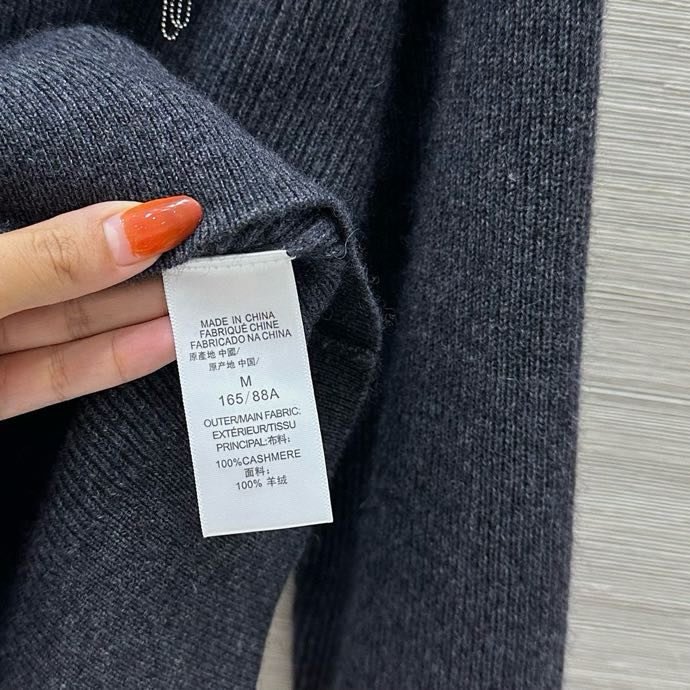 MADE IN CHINA
FABRIQUÉ CHINE
FABRICADO NA CHINA
原產地 中國/
原产地 中国/
M
165/88A
OUTER/MAIN FABRIC:
EXTÉRIEUR/TISSU
PRINCIPAL:布料:
100%CASHMERE
面料:
100% 羊绒